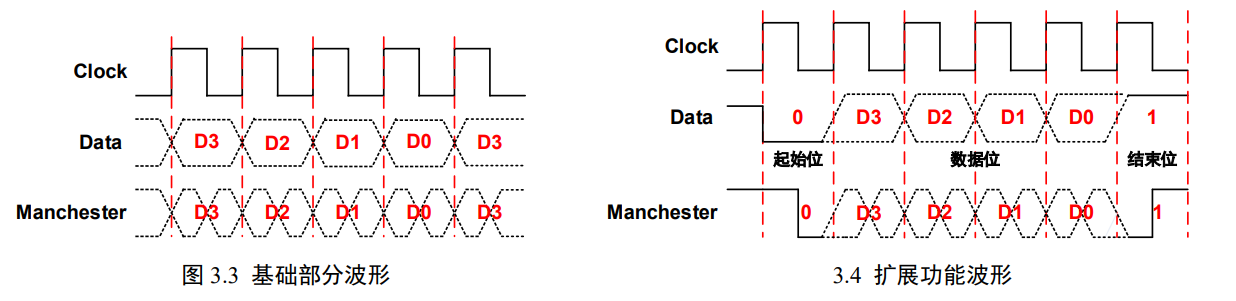 Clock
Data D3 D2 D1 D0 D3
Manchester D3 D2 D1 D0 D3
图 3.3 基础部分波形
Clock
Data 0 D3 D2 D1 D0 1
起始位 数据位 结束位
Manchester 0 D3 D2 D1 D0 1
3.4 扩展功能波形